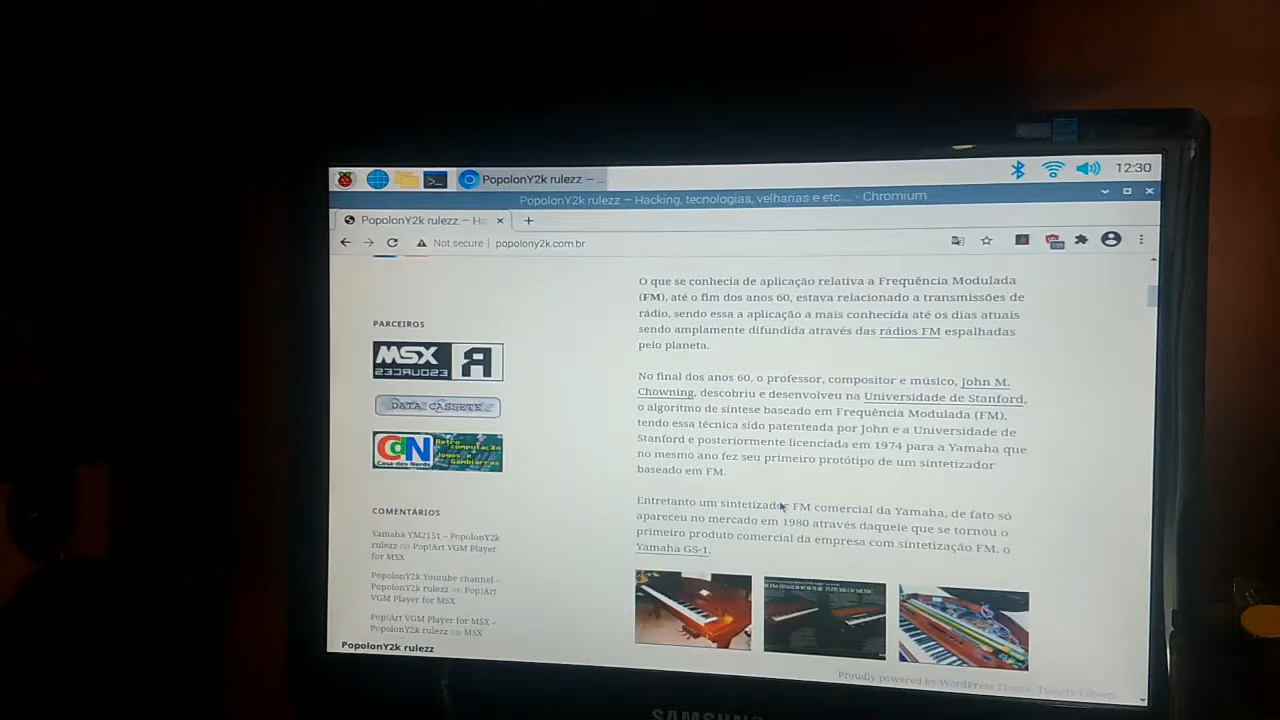 PopolonY2k rulezz – ...
12:30
PopolonY2k rulezz – Hacking, tecnologias, velhanas e etc... - Chromium
PopolonY2k rulezz – Ha
Not secure | popolony2k.com.br
PARCEIROS
MSX
RESOURCES
DATA CASSETE
CdN
Casa dos Nerds
Retro
computação
Jogos e
Gambiarras
COMENTÁRIOS
Yamaha YM2151 – PopolonY2k
rulezz on Pop!Art VGM Player
for MSX
PopolonY2k Youtube channel –
PopolonY2k rulezz on Pop!Art
VGM Player for MSX
Pop!Art VGM Player for MSX –
PopolonY2k rulezz on MSX
PopolonY2k rulezz
O que se conhecia de aplicação relativa a Frequência Modulada
(FM), até o fim dos anos 60, estava relacionado a transmissões de
rádio, sendo essa a aplicação a mais conhecida até os dias atuais
sendo amplamente difundida através das rádios FM espalhadas
pelo planeta.
No final dos anos 60, o professor, compositor e músico, John M.
Chowning, descobriu e desenvolveu na Universidade de Stanford,
o algoritmo de síntese baseado em Frequência Modulada (FM),
tendo essa técnica sido patenteada por John e a Universidade de
Stanford e posteriormente licenciada em 1974 para a Yamaha que
no mesmo ano fez seu primeiro protótipo de um sintetizador
baseado em FM.
Entretanto um sintetizador FM comercial da Yamaha, de fato só
apareceu no mercado em 1980 através daquele que se tornou o
primeiro produto comercial da empresa com sintetização FM, o
Yamaha GS-1.
Proudly powered by WordPress Theme: Twenty Fifteen.
SAMSUNG